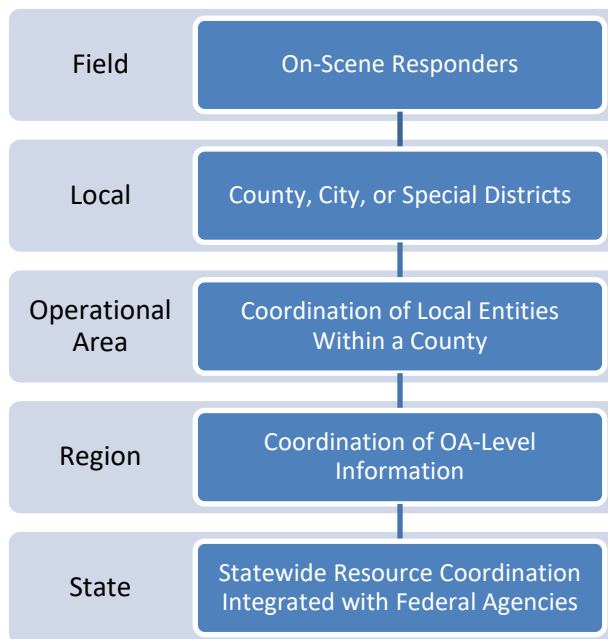 Field
On-Scene Responders
Local
County, City, or Special Districts
Operational
Area
Coordination of Local Entities
Within a County
Region
Coordination of OA-Level
Information
State
Statewide Resource Coordination
Integrated with Federal Agencies